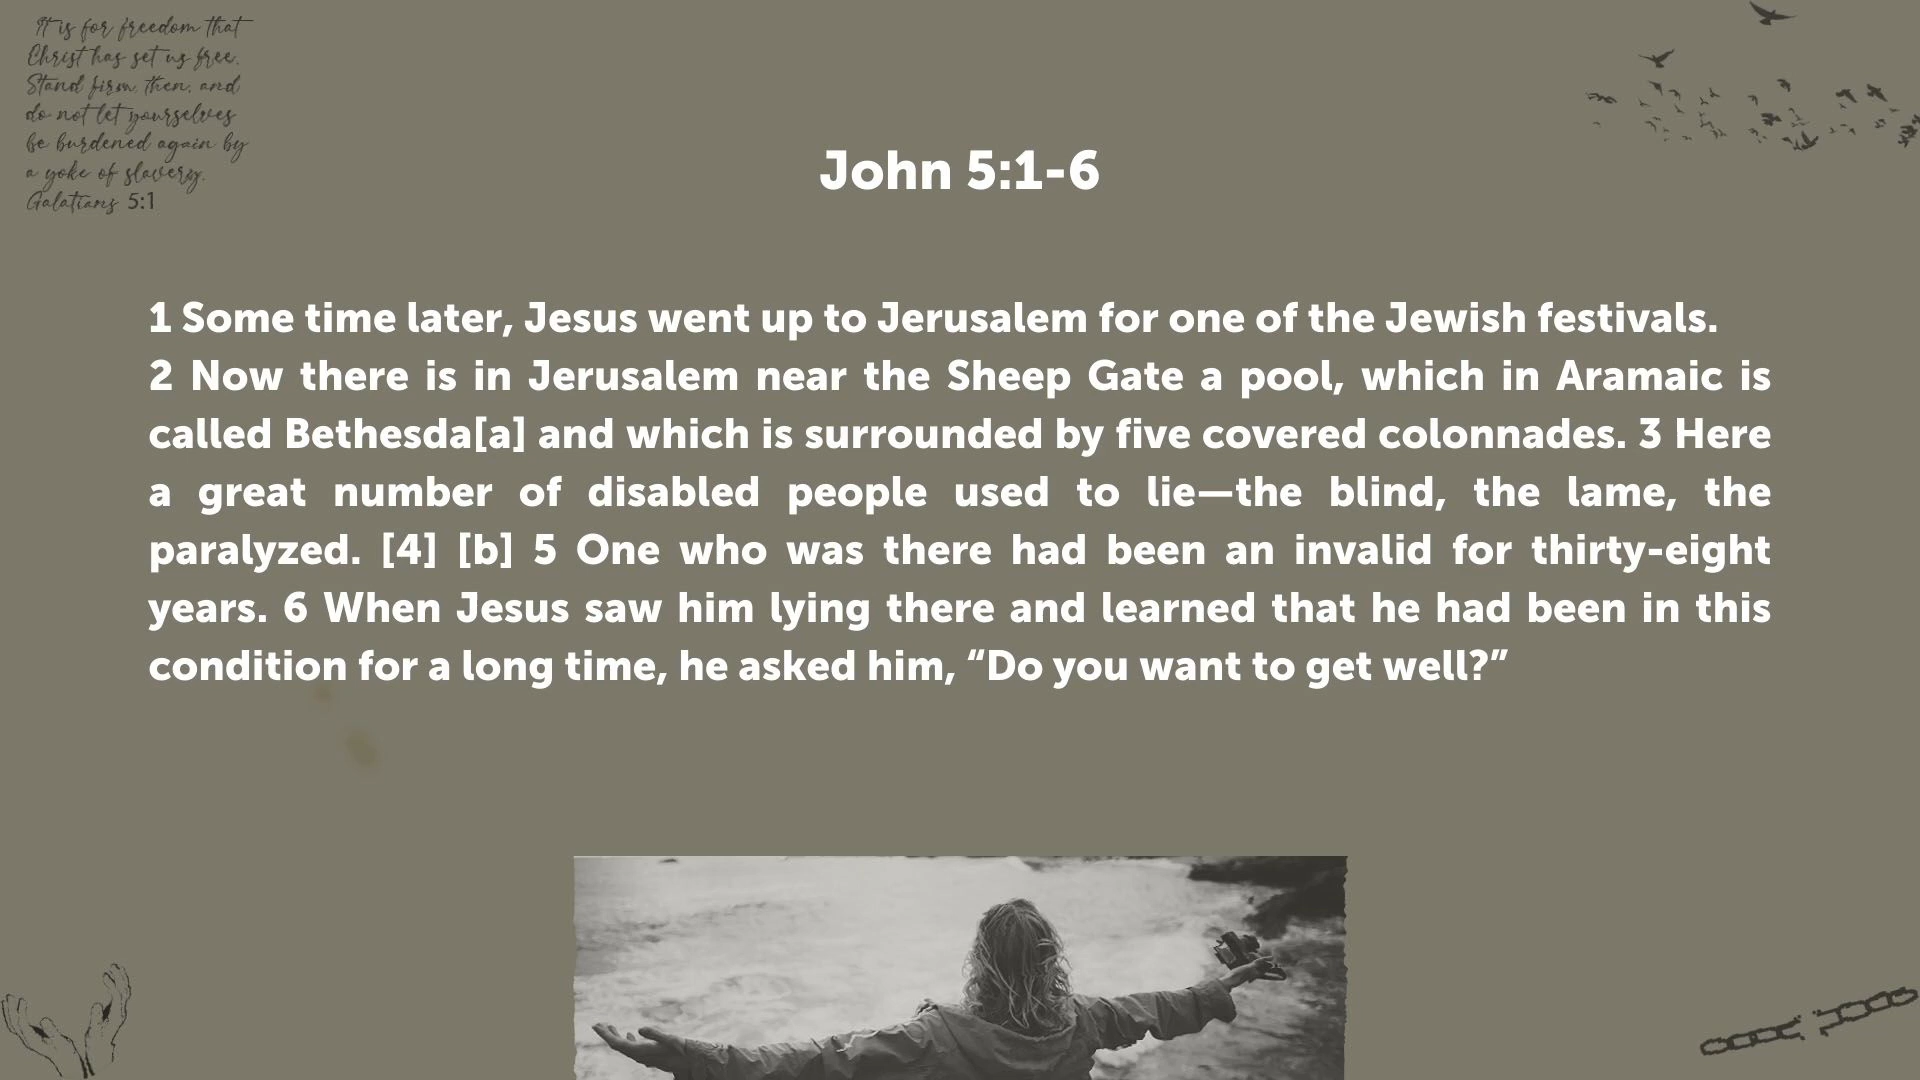 It is for freedom that
Christ has set us free.
Stand firm, then, and
do not let yourselves
be burdened again by
a yoke of slavery.
Galatians 5:1
John 5:1-6
1 Some time later, Jesus went up to Jerusalem for one of the Jewish festivals.
2 Now there is in Jerusalem near the Sheep Gate a pool, which in Aramaic is
called Bethesda[a] and which is surrounded by five covered colonnades. 3 Here
a great number of disabled people used to lie—the blind, the lame, the
paralyzed. [4] [b] 5 One who was there had been an invalid for thirty-eight
years. 6 When Jesus saw him lying there and learned that he had been in this
condition for a long time, he asked him, “Do you want to get well?”